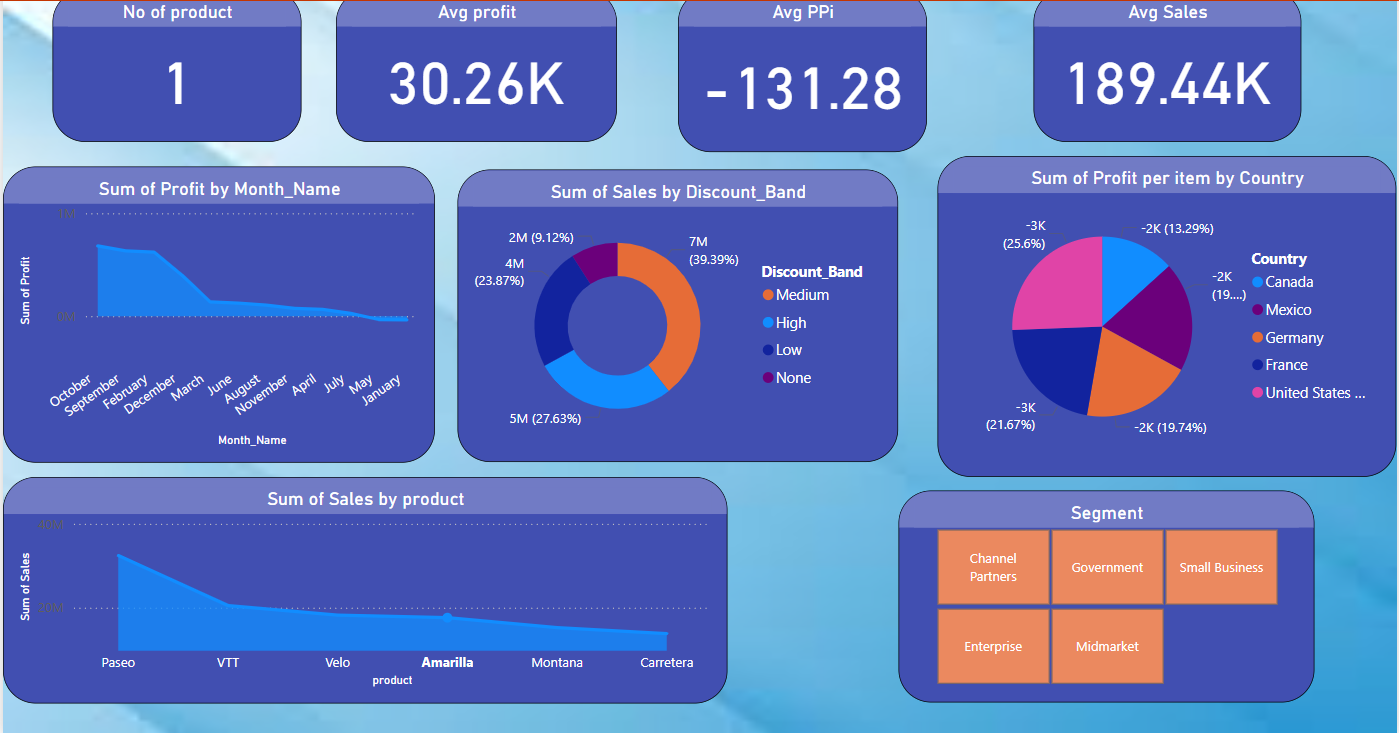 No of product
1
Avg profit
30.26K
Avg PPi
-131.28
Avg Sales
189.44K
Sum of Profit by Month_Name
1M
0M
Sum of Profit
October
September
February
December
March
June
August
November
April
July
May
January
Month_Name
Sum of Sales by Discount_Band
2M (9.12%)
7M
(39.39%)
4M
(23.87%)
5M (27.63%)
Discount_Band
Medium
High
Low
None
Sum of Profit per item by Country
-3K
(25.6%)
-2K (13.29%)
-2K
(19....)
-3K
(21.67%)
-2K (19.74%)
Country
Canada
Mexico
Germany
France
United States ...
Sum of Sales by product
40M
20M
Sum of Sales
Paseo
VTT
Velo
Amarilla
Montana
Carretera
product
Segment
Channel
Partners
Government
Small Business
Enterprise
Midmarket